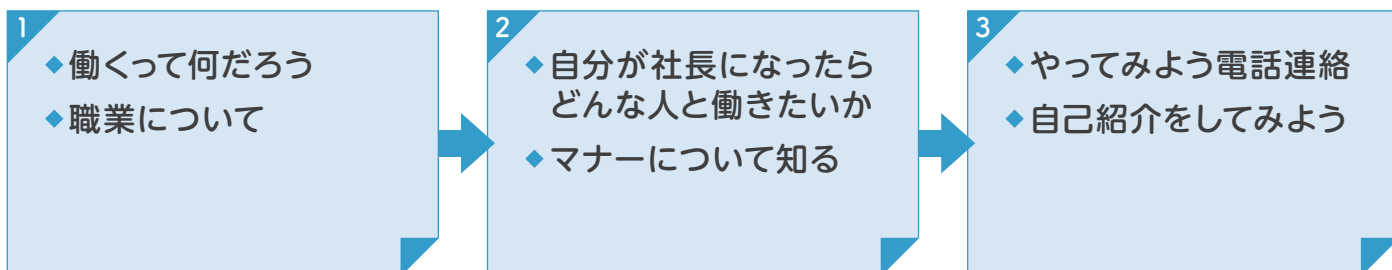 1
◆働くって何だろう
◆職業について
2
◆自分が社長になったら
どんな人と働きたいか
◆マナーについて知る
3
◆やってみよう電話連絡
◆自己紹介をしてみよう